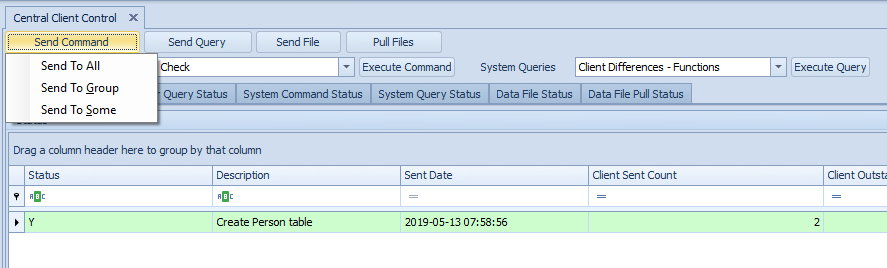 Central Client Control
Send Command Send Query Send File Pull Files
Send To All
Send To Group
Send To Some
Check Execute Command System Queries Client Differences - Functions Execute Query
Query Status System Command Status System Query Status Data File Status Data File Pull Status
Drag a column header here to group by that column
Status Description Sent Date Client Sent Count Client Outsta
ABC ABC = = =
Y Create Person table 2019-05-13 07:58:56 2